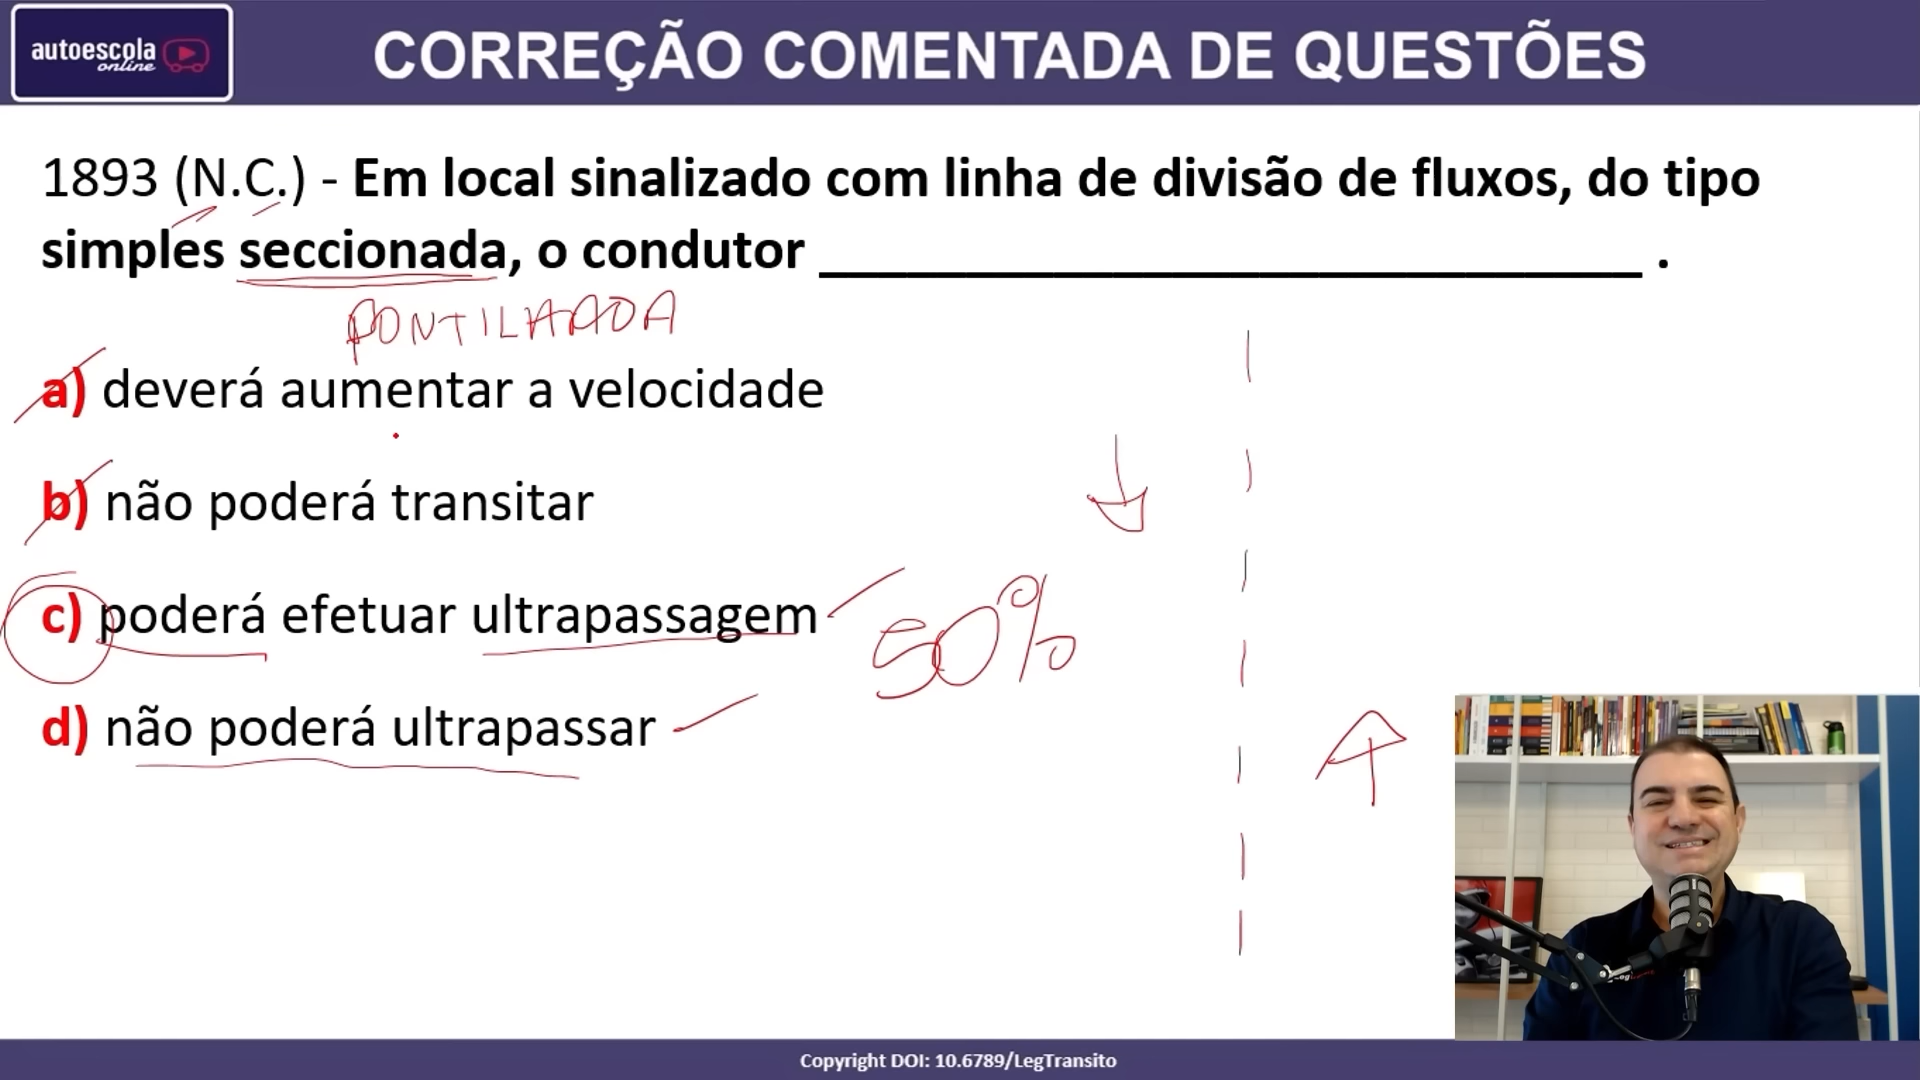 autoescola
online
CORREÇÃO COMENTADA DE QUESTÕES
1893 (N.C.) - Em local sinalizado com linha de divisão de fluxos, do tipo
simples seccionada, o condutor ____________________________ .
PONTILHADA
a) deverá aumentar a velocidade
b) não poderá transitar
c) poderá efetuar ultrapassagem
50%
d) não poderá ultrapassar
Copyright DOI: 10.6789/LegTransito